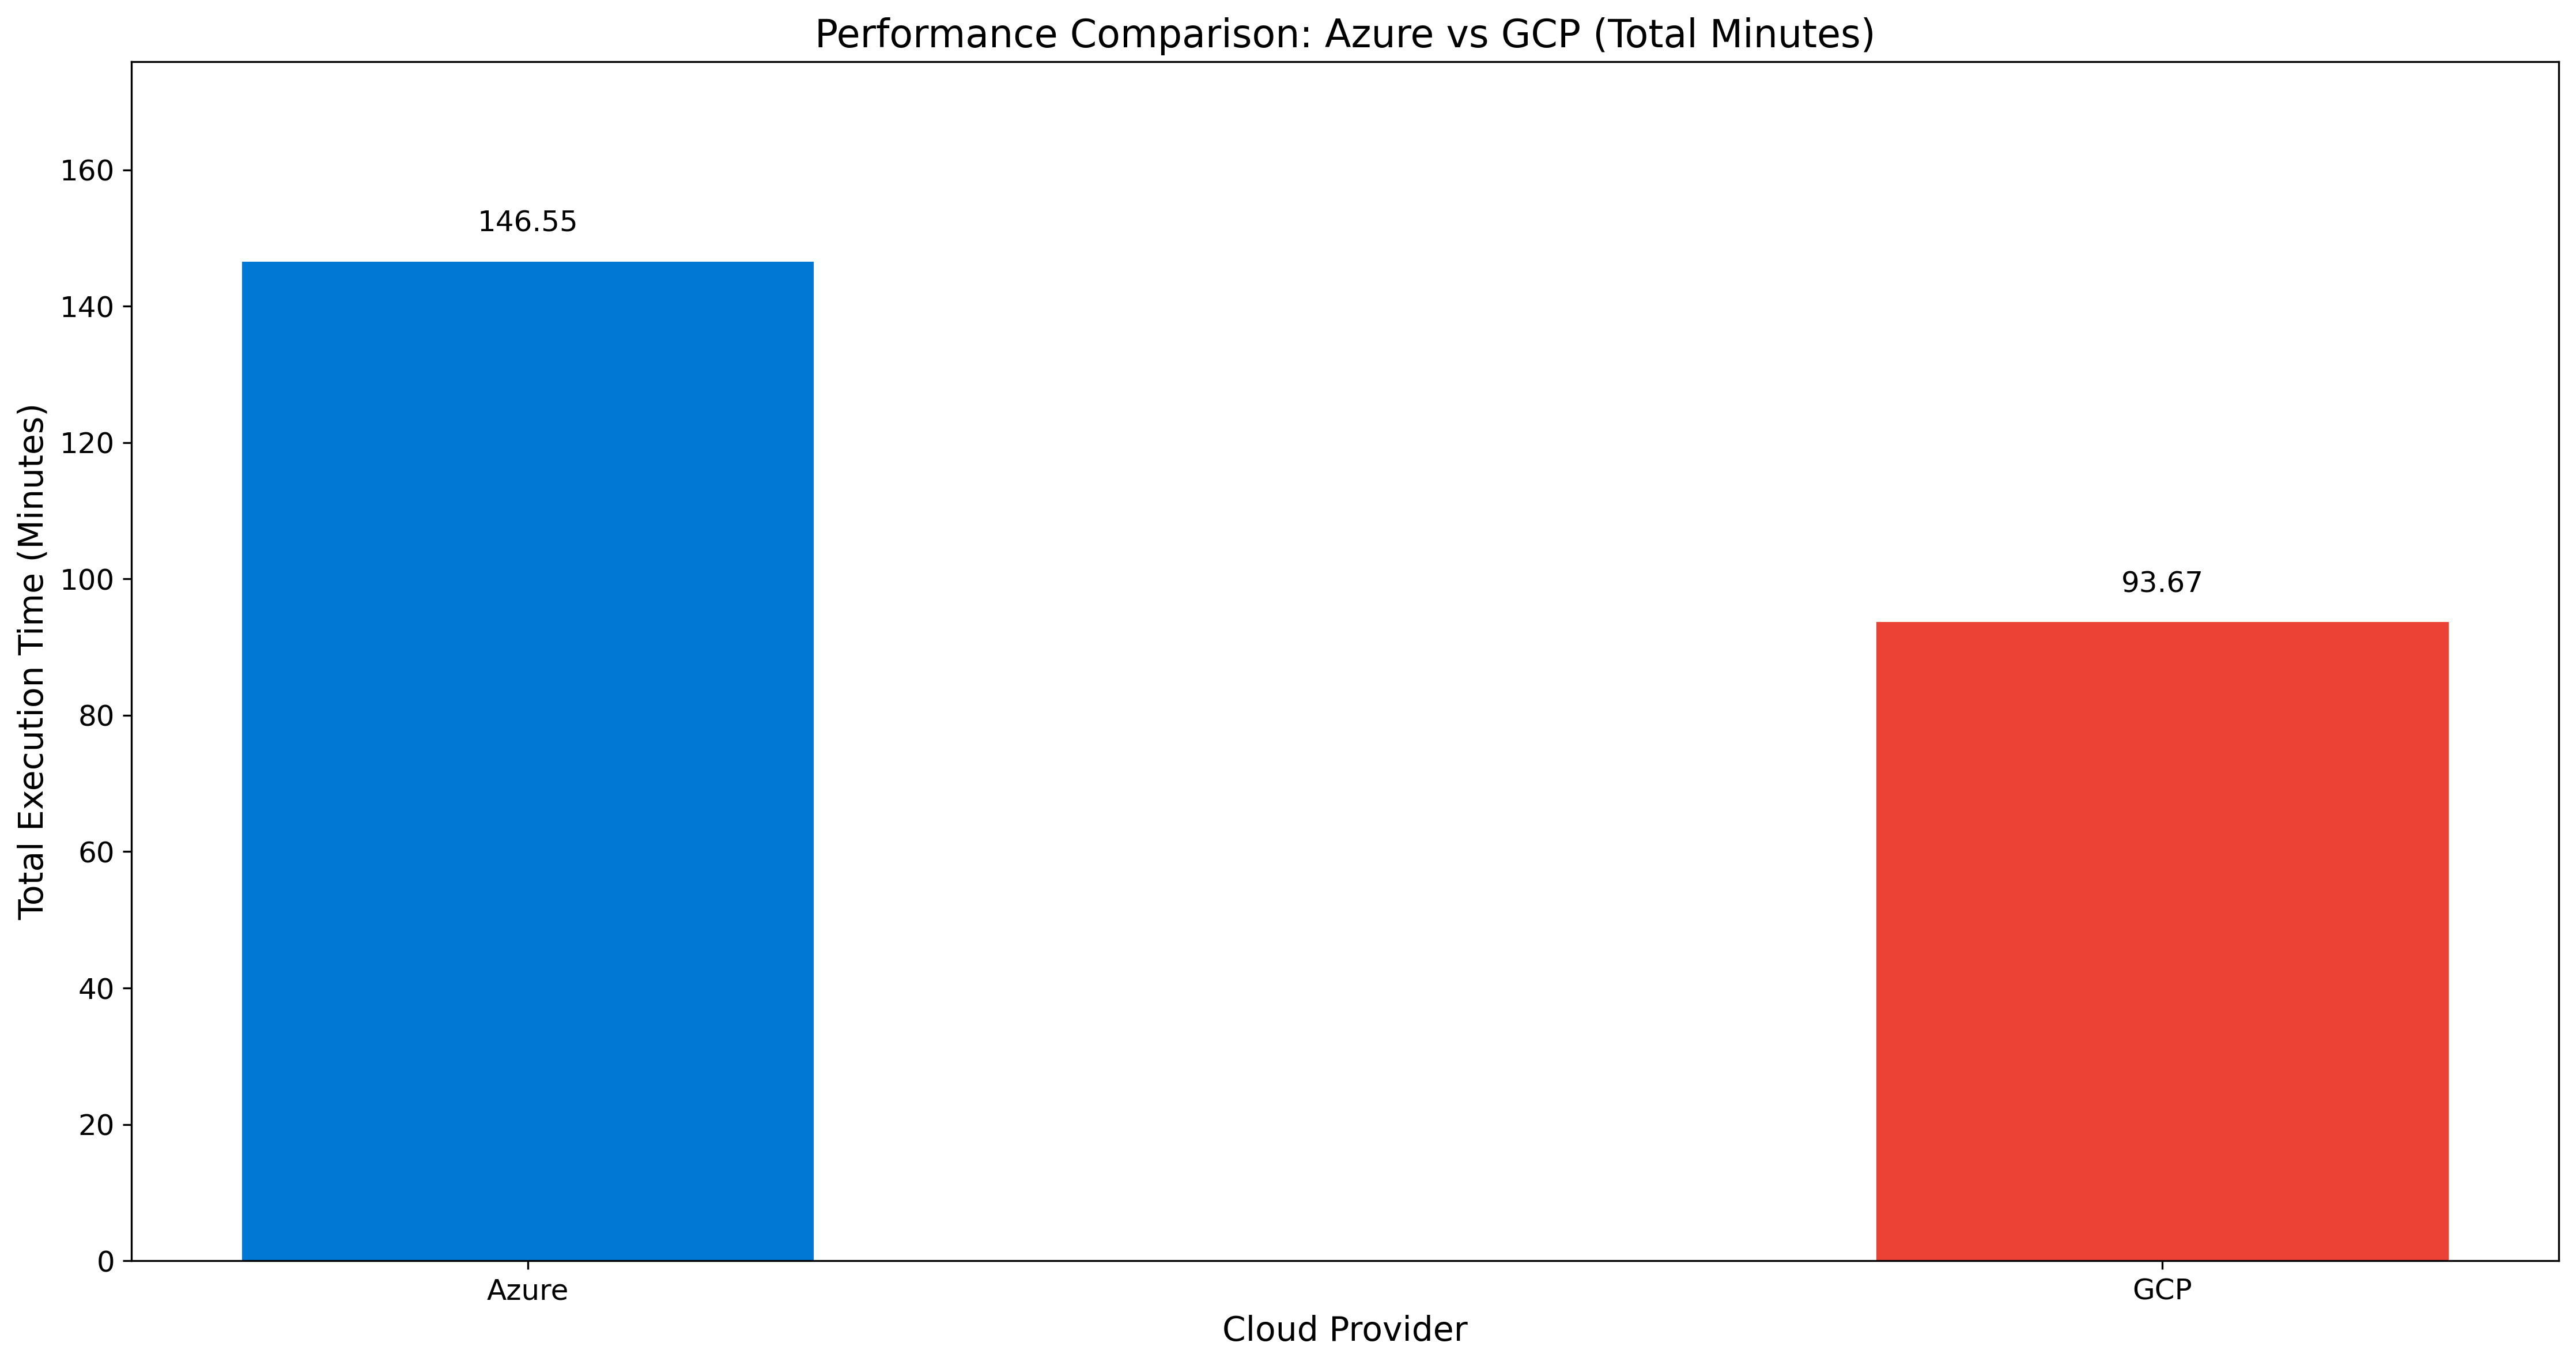 Performance Comparison: Azure vs GCP (Total Minutes)
Total Execution Time (Minutes)
160
140
120
100
80
60
40
20
0
146.55
93.67
Azure
GCP
Cloud Provider